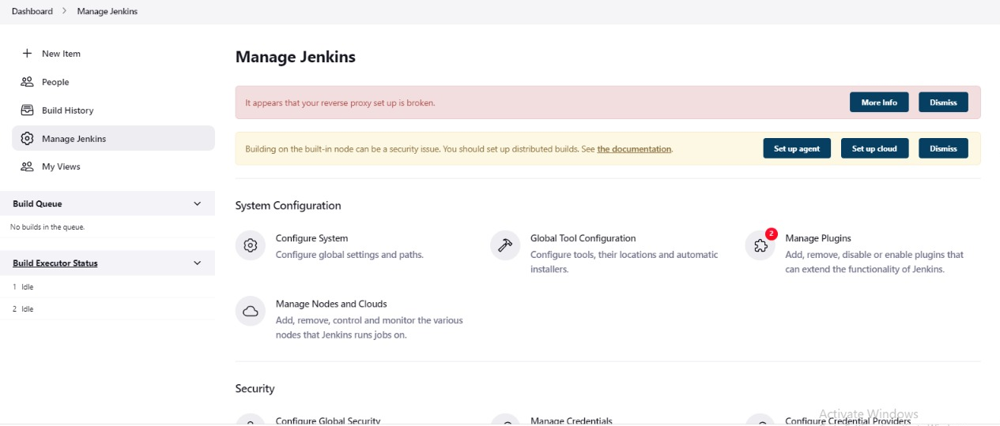 Dashboard > Manage Jenkins
New Item
People
Build History
Manage Jenkins
My Views
Build Queue
No builds in the queue.
Build Executor Status
1 Idle
2 Idle
Manage Jenkins
It appears that your reverse proxy set up is broken.
More Info
Dismiss
Building on the built-in node can be a security issue. You should set up distributed builds. See the documentation.
Set up agent
Set up cloud
Dismiss
System Configuration
Configure System
Configure global settings and paths.
Global Tool Configuration
Configure tools, their locations and automatic
installers.
2
Manage Plugins
Add, remove, disable or enable plugins that
can extend the functionality of Jenkins.
Manage Nodes and Clouds
Add, remove, control and monitor the various
nodes that Jenkins runs jobs on.
Security
Configure Global Security
Manage Credentials
Configure Credential Providers
Activate Windows